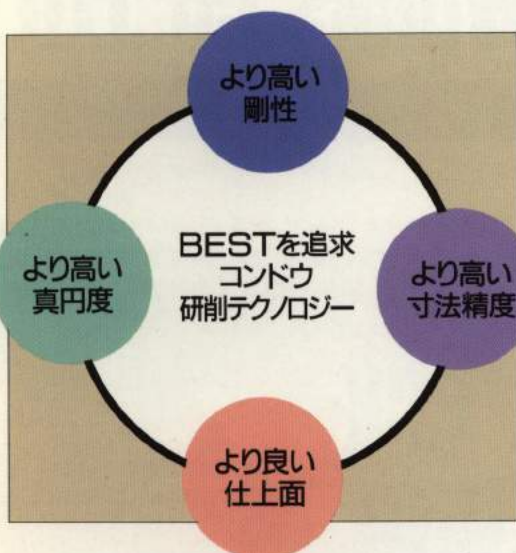 より高い
剛性
BESTを追求
コンドウ
研削テクノロジー
より高い
真円度
より高い
寸法精度
より良い
仕上面